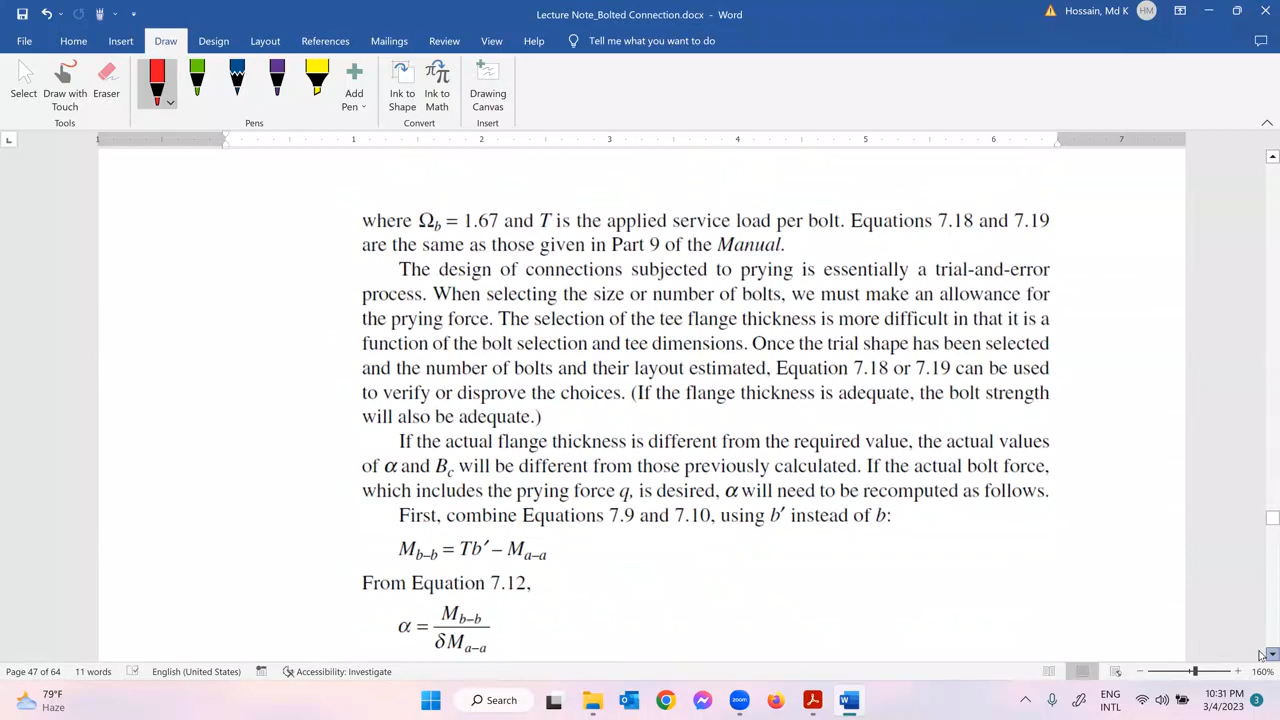 Lecture Note_Bolted Connection.docx - Word
Hossain, Md K HM
File Home Insert Draw Design Layout References Mailings Review View Help Tell me what you want to do
Select Draw with Touch Eraser Add Pen Ink to Shape Ink to Math Drawing Canvas
Tools Pens Convert Insert
1 1 2 3 4 5 6 7
where Ω_b = 1.67 and T is the applied service load per bolt. Equations 7.18 and 7.19
are the same as those given in Part 9 of the Manual.
The design of connections subjected to prying is essentially a trial-and-error
process. When selecting the size or number of bolts, we must make an allowance for
the prying force. The selection of the tee flange thickness is more difficult in that it is a
function of the bolt selection and tee dimensions. Once the trial shape has been selected
and the number of bolts and their layout estimated, Equation 7.18 or 7.19 can be used
to verify or disprove the choices. (If the flange thickness is adequate, the bolt strength
will also be adequate.)
If the actual flange thickness is different from the required value, the actual values
of α and B_c will be different from those previously calculated. If the actual bolt force,
which includes the prying force q, is desired, α will need to be recomputed as follows.
First, combine Equations 7.9 and 7.10, using b′ instead of b:
M_b–b = Tb′ – M_a–a
From Equation 7.12,
α = M_b–b / δM_a–a
Page 47 of 64 11 words English (United States) Accessibility: Investigate 160%
79°F
Haze
Search
ENG
INTL
10:31 PM
3/4/2023
3